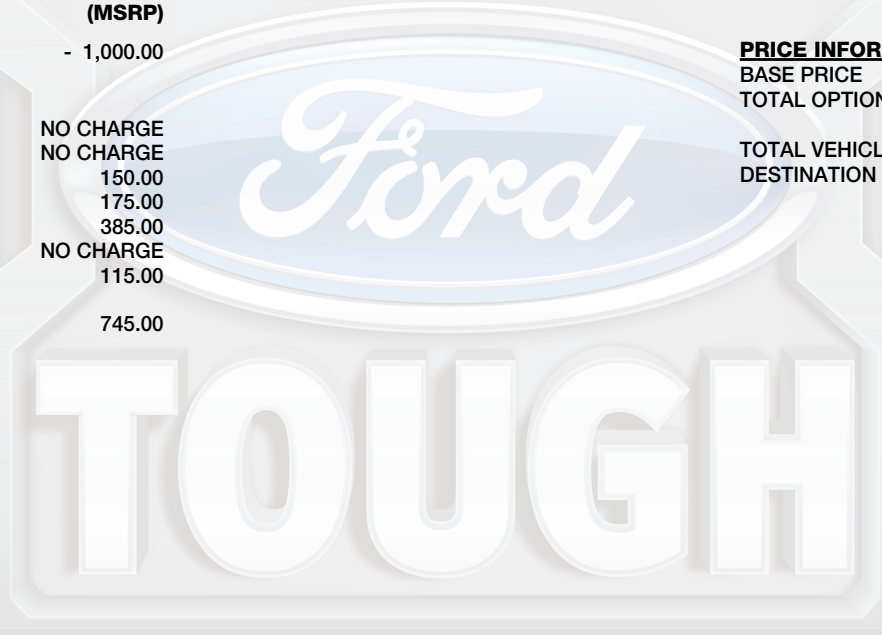 (MSRP)
- 1,000.00
NO CHARGE
NO CHARGE
150.00
175.00
385.00
NO CHARGE
115.00
745.00
PRICE INFOR
BASE PRICE
TOTAL OPTION
TOTAL VEHICL
DESTINATION
Ford
TOUGH